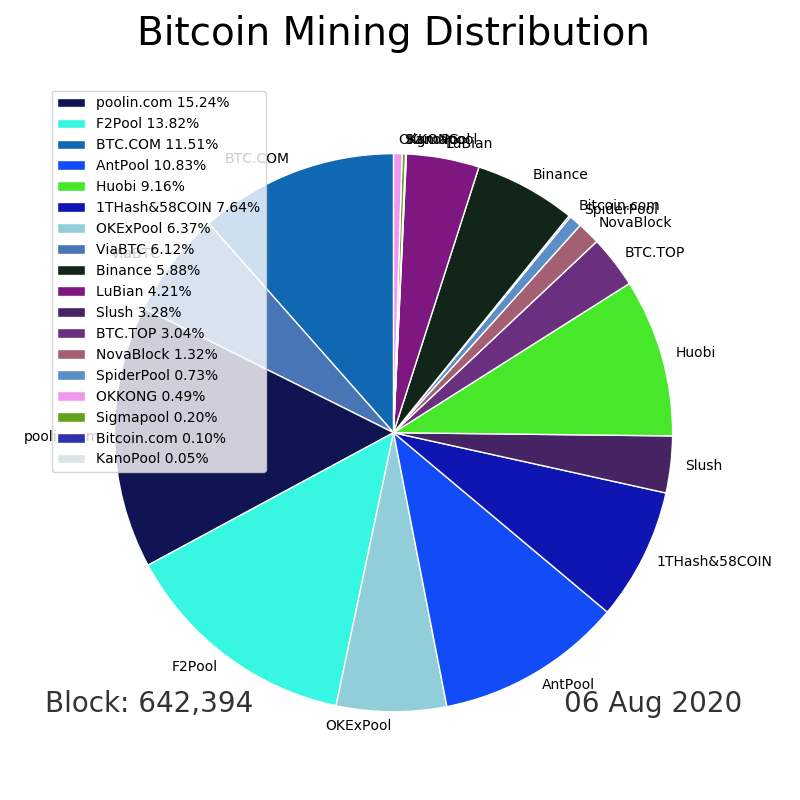 Bitcoin Mining Distribution
poolin.com 15.24%
F2Pool 13.82%
BTC.COM 11.51%
AntPool 10.83%
Huobi 9.16%
1THash&58COIN 7.64%
OKExPool 6.37%
ViaBTC 6.12%
Binance 5.88%
LuBian 4.21%
Slush 3.28%
BTC.TOP 3.04%
NovaBlock 1.32%
SpiderPool 0.73%
OKKONG 0.49%
Sigmapool 0.20%
Bitcoin.com 0.10%
KanoPool 0.05%
BTC.COM
ViaBTC
poolin.com
F2Pool
OKExPool
AntPool
1THash&58COIN
Slush
Huobi
BTC.TOP
NovaBlock
SpiderPool
Bitcoin.com
Binance
LuBian
Block: 642,394
06 Aug 2020